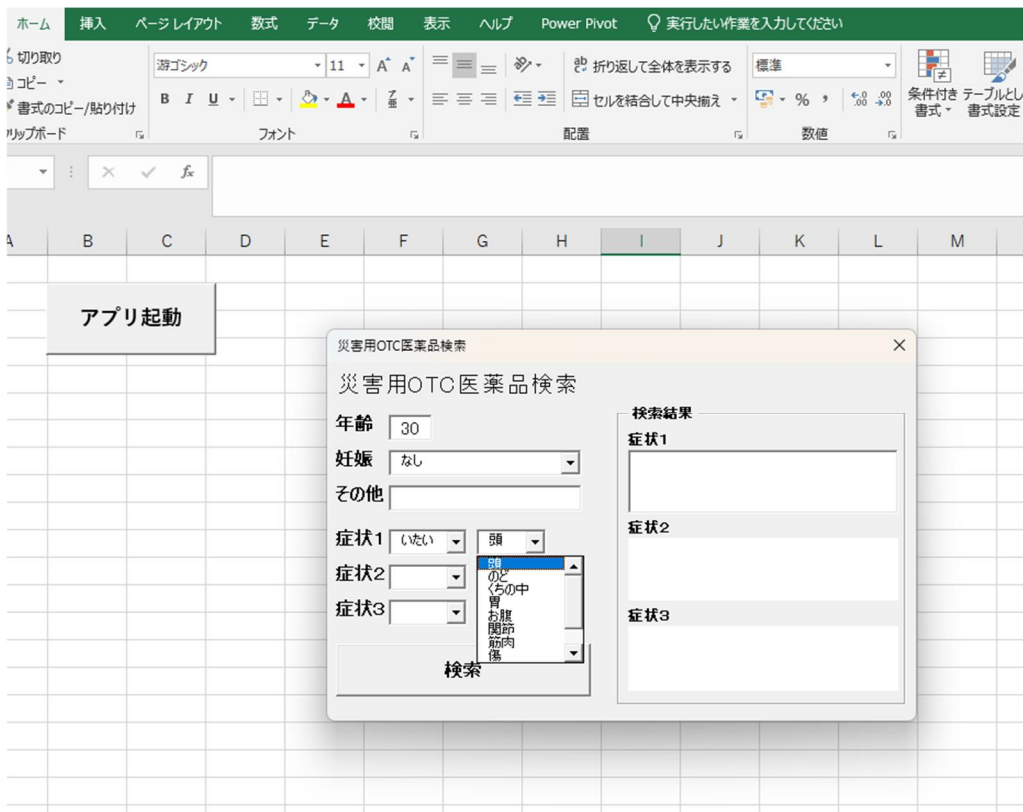 ホーム 挿入 ページ レイアウト 数式 データ 校閲 表示 ヘルプ Power Pivot 実行したい作業を入力してください
切り取り
コピー
書式のコピー/貼り付け
游ゴシック 11 A A
B I U A
ab 折り返して全体を表示する
セルを結合して中央揃え
標準
% , .00 .00
条件付き 書式
テーブルとし 書式設定
フォント 配置 数値
fx
A B C D E F G H I J K L M
アプリ起動
災害用OTC医薬品検索
災害用OTC医薬品検索
年齢 30
妊娠 なし
その他
症状1 いたい 頭
症状2
症状3
頭
のど
くちの中
胃
お腹
関節
筋肉
傷
検索
検索結果
症状1
症状2
症状3